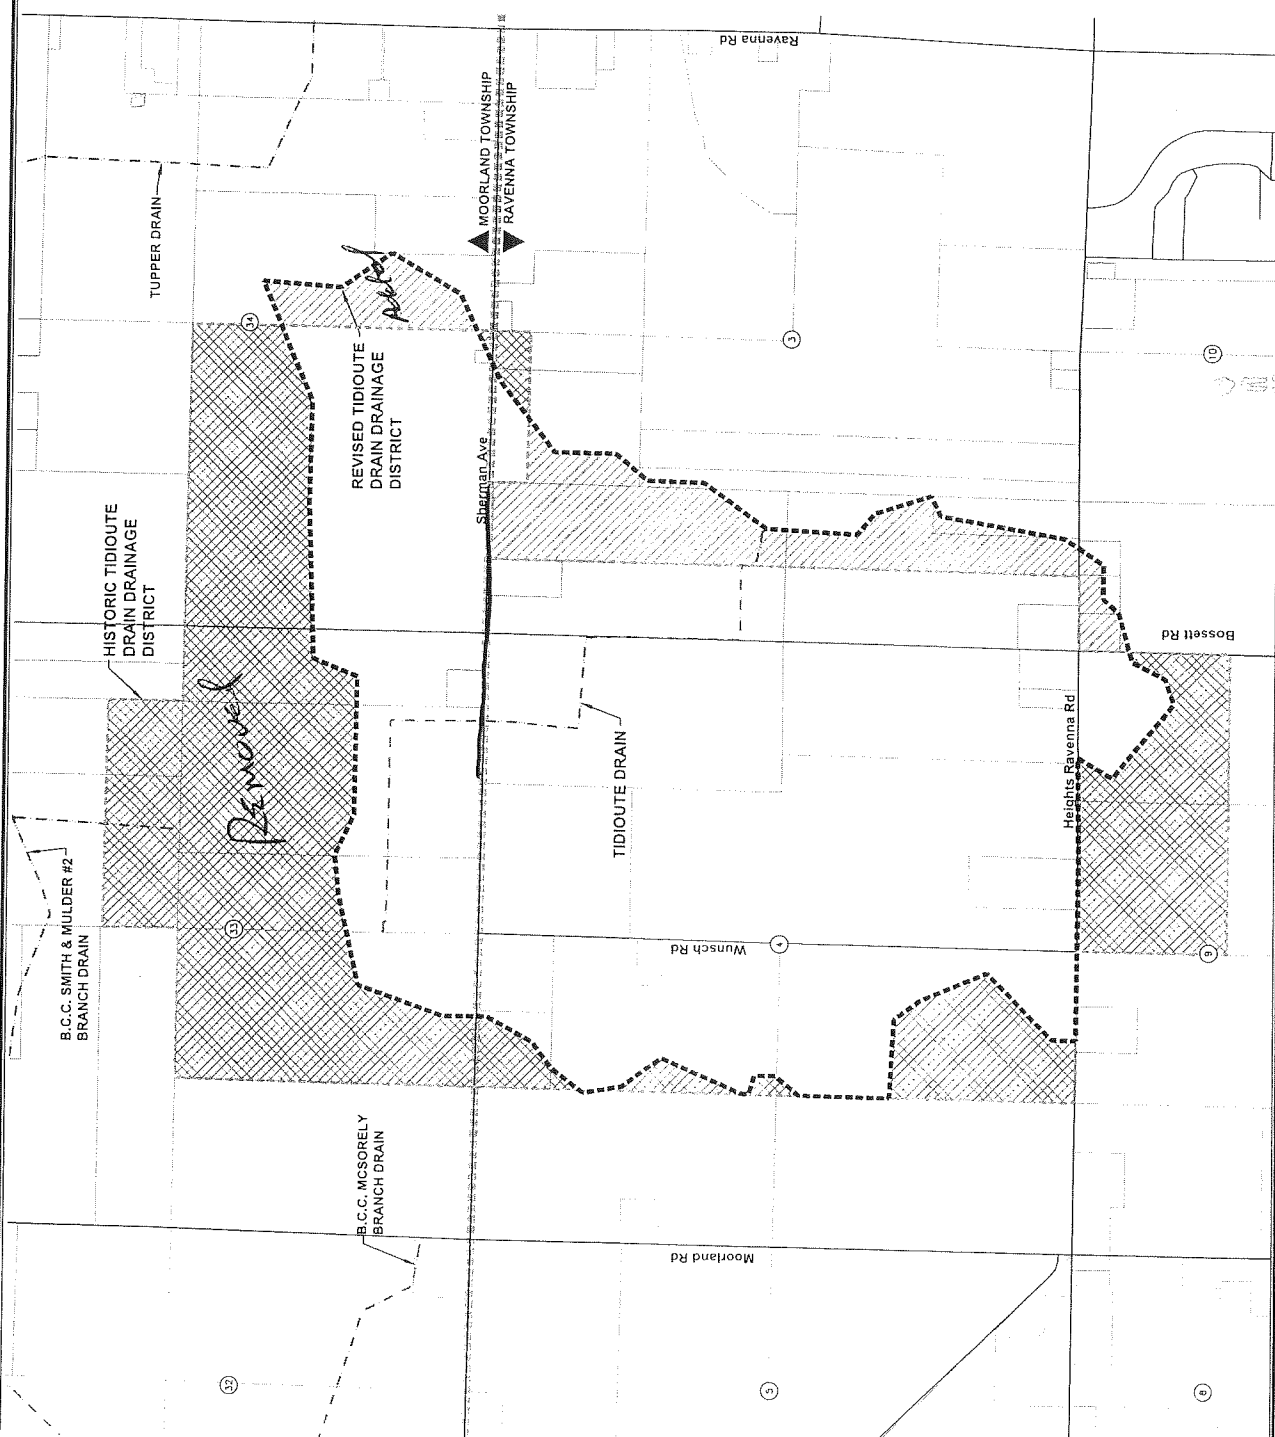 Ravenna Rd
MOORLAND TOWNSHIP
RAVENNA TOWNSHIP
TUPPER DRAIN
34
Added
REVISED TIDIOUTE
DRAIN DRAINAGE
DISTRICT
3
10
Sherman Ave
HISTORIC TIDIOUTE
DRAIN DRAINAGE
DISTRICT
Removed
Bossett Rd
TIDIOUTE DRAIN
Heights Ravenna Rd
B.C.C. SMITH & MULDER #2
BRANCH DRAIN
33
Wunsch Rd
4
9
B.C.C. MCSORELY
BRANCH DRAIN
Moorland Rd
32
5
8